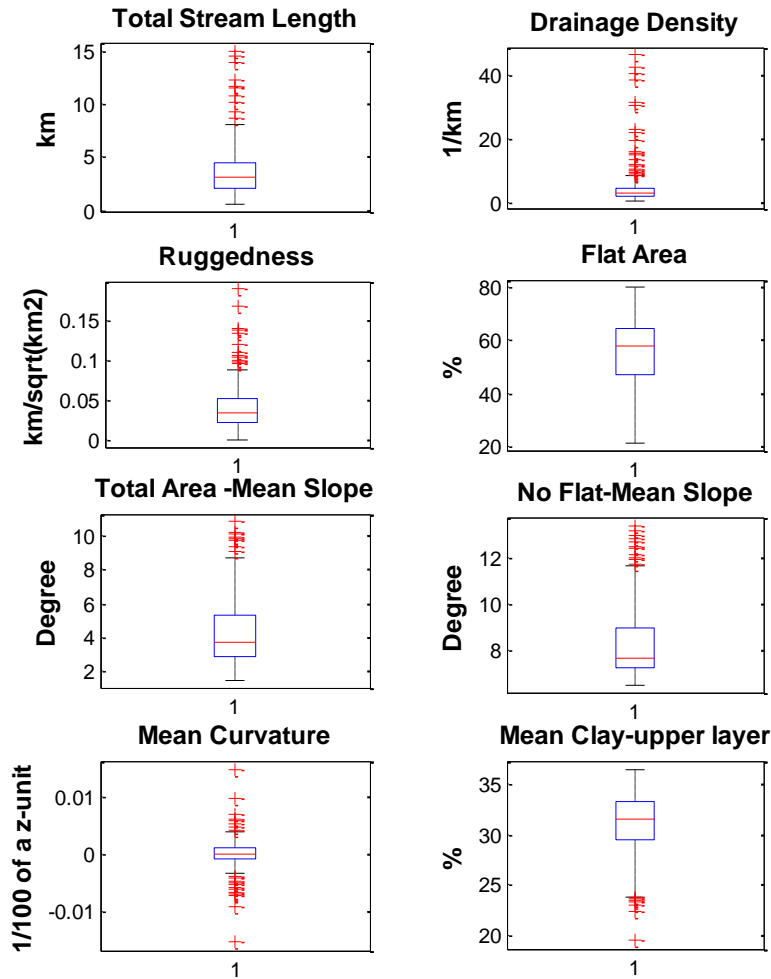 Total Stream Length
km
15
10
5
0
1
Drainage Density
1/km
40
20
0
1
Ruggedness
km/sqrt(km2)
0.15
0.1
0.05
0
1
Flat Area
%
80
60
40
20
1
Total Area -Mean Slope
Degree
10
8
6
4
2
1
No Flat-Mean Slope
Degree
12
10
8
1
Mean Curvature
1/100 of a z-unit
0.01
0
-0.01
1
Mean Clay-upper layer
%
35
30
25
20
1